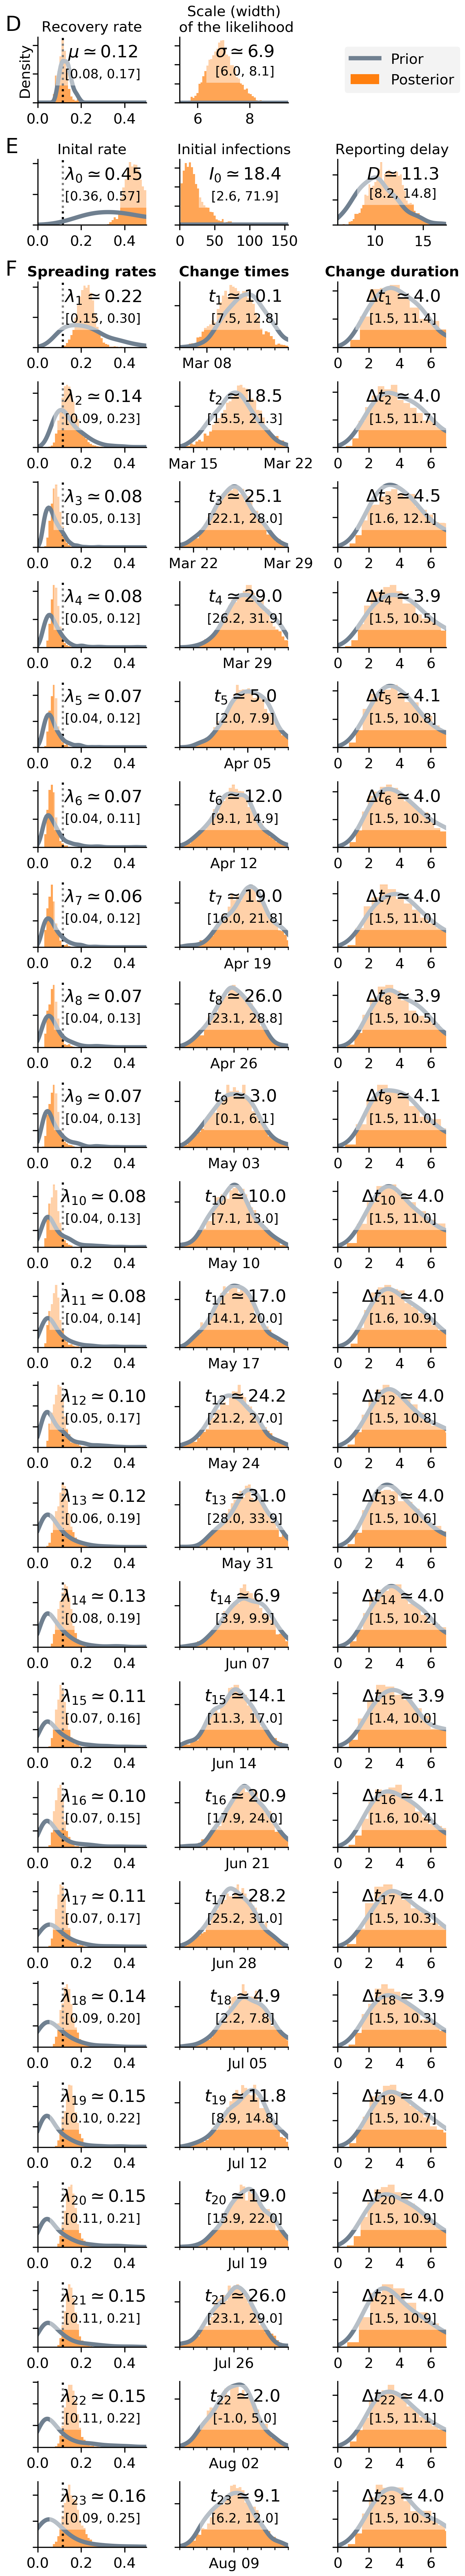 D
Recovery rate
Scale (width)
of the likelihood
Density
μ ≃ 0.12
[0.08, 0.17]
σ ≃ 6.9
[6.0, 8.1]
Prior
Posterior
0.0 0.2 0.4
6 8
E
Inital rate
Initial infections
Reporting delay
λ0 ≃ 0.45
[0.36, 0.57]
I0 ≃ 18.4
[2.6, 71.9]
D ≃ 11.3
[8.2, 14.8]
0.0 0.2 0.4
0 50 100 150
10 15
F
Spreading rates
Change times
Change duration
λ1 ≃ 0.22
[0.15, 0.30]
t1 ≃ 10.1
[7.5, 12.8]
Δt1 ≃ 4.0
[1.5, 11.4]
0.0 0.2 0.4
Mar 08
0 2 4 6
λ2 ≃ 0.14
[0.09, 0.23]
t2 ≃ 18.5
[15.5, 21.3]
Δt2 ≃ 4.0
[1.5, 11.7]
0.0 0.2 0.4
Mar 15 Mar 22
0 2 4 6
λ3 ≃ 0.08
[0.05, 0.13]
t3 ≃ 25.1
[22.1, 28.0]
Δt3 ≃ 4.5
[1.6, 12.1]
0.0 0.2 0.4
Mar 22 Mar 29
0 2 4 6
λ4 ≃ 0.08
[0.05, 0.12]
t4 ≃ 29.0
[26.2, 31.9]
Δt4 ≃ 3.9
[1.5, 10.5]
0.0 0.2 0.4
Mar 29
0 2 4 6
λ5 ≃ 0.07
[0.04, 0.12]
t5 ≃ 5.0
[2.0, 7.9]
Δt5 ≃ 4.1
[1.5, 10.8]
0.0 0.2 0.4
Apr 05
0 2 4 6
λ6 ≃ 0.07
[0.04, 0.11]
t6 ≃ 12.0
[9.1, 14.9]
Δt6 ≃ 4.0
[1.5, 10.3]
0.0 0.2 0.4
Apr 12
0 2 4 6
λ7 ≃ 0.06
[0.04, 0.12]
t7 ≃ 19.0
[16.0, 21.8]
Δt7 ≃ 4.0
[1.5, 11.0]
0.0 0.2 0.4
Apr 19
0 2 4 6
λ8 ≃ 0.07
[0.04, 0.13]
t8 ≃ 26.0
[23.1, 28.8]
Δt8 ≃ 3.9
[1.5, 10.5]
0.0 0.2 0.4
Apr 26
0 2 4 6
λ9 ≃ 0.07
[0.04, 0.13]
t9 ≃ 3.0
[0.1, 6.1]
Δt9 ≃ 4.1
[1.5, 11.0]
0.0 0.2 0.4
May 03
0 2 4 6
λ10 ≃ 0.08
[0.04, 0.13]
t10 ≃ 10.0
[7.1, 13.0]
Δt10 ≃ 4.0
[1.5, 11.0]
0.0 0.2 0.4
May 10
0 2 4 6
λ11 ≃ 0.08
[0.04, 0.14]
t11 ≃ 17.0
[14.1, 20.0]
Δt11 ≃ 4.0
[1.6, 10.9]
0.0 0.2 0.4
May 17
0 2 4 6
λ12 ≃ 0.10
[0.05, 0.17]
t12 ≃ 24.2
[21.2, 27.0]
Δt12 ≃ 4.0
[1.5, 10.8]
0.0 0.2 0.4
May 24
0 2 4 6
λ13 ≃ 0.12
[0.06, 0.19]
t13 ≃ 31.0
[28.0, 33.9]
Δt13 ≃ 4.0
[1.5, 10.6]
0.0 0.2 0.4
May 31
0 2 4 6
λ14 ≃ 0.13
[0.08, 0.19]
t14 ≃ 6.9
[3.9, 9.9]
Δt14 ≃ 4.0
[1.5, 10.2]
0.0 0.2 0.4
Jun 07
0 2 4 6
λ15 ≃ 0.11
[0.07, 0.16]
t15 ≃ 14.1
[11.3, 17.0]
Δt15 ≃ 3.9
[1.4, 10.0]
0.0 0.2 0.4
Jun 14
0 2 4 6
λ16 ≃ 0.10
[0.07, 0.15]
t16 ≃ 20.9
[17.9, 24.0]
Δt16 ≃ 4.1
[1.6, 10.4]
0.0 0.2 0.4
Jun 21
0 2 4 6
λ17 ≃ 0.11
[0.07, 0.17]
t17 ≃ 28.2
[25.2, 31.0]
Δt17 ≃ 4.0
[1.5, 10.3]
0.0 0.2 0.4
Jun 28
0 2 4 6
λ18 ≃ 0.14
[0.09, 0.20]
t18 ≃ 4.9
[2.2, 7.8]
Δt18 ≃ 3.9
[1.5, 10.3]
0.0 0.2 0.4
Jul 05
0 2 4 6
λ19 ≃ 0.15
[0.10, 0.22]
t19 ≃ 11.8
[8.9, 14.8]
Δt19 ≃ 4.0
[1.5, 10.7]
0.0 0.2 0.4
Jul 12
0 2 4 6
λ20 ≃ 0.15
[0.11, 0.21]
t20 ≃ 19.0
[15.9, 22.0]
Δt20 ≃ 4.0
[1.5, 10.9]
0.0 0.2 0.4
Jul 19
0 2 4 6
λ21 ≃ 0.15
[0.11, 0.21]
t21 ≃ 26.0
[23.1, 29.0]
Δt21 ≃ 4.0
[1.5, 10.9]
0.0 0.2 0.4
Jul 26
0 2 4 6
λ22 ≃ 0.15
[0.11, 0.22]
t22 ≃ 2.0
[-1.0, 5.0]
Δt22 ≃ 4.0
[1.5, 11.1]
0.0 0.2 0.4
Aug 02
0 2 4 6
λ23 ≃ 0.16
[0.09, 0.25]
t23 ≃ 9.1
[6.2, 12.0]
Δt23 ≃ 4.0
[1.5, 10.3]
0.0 0.2 0.4
Aug 09
0 2 4 6